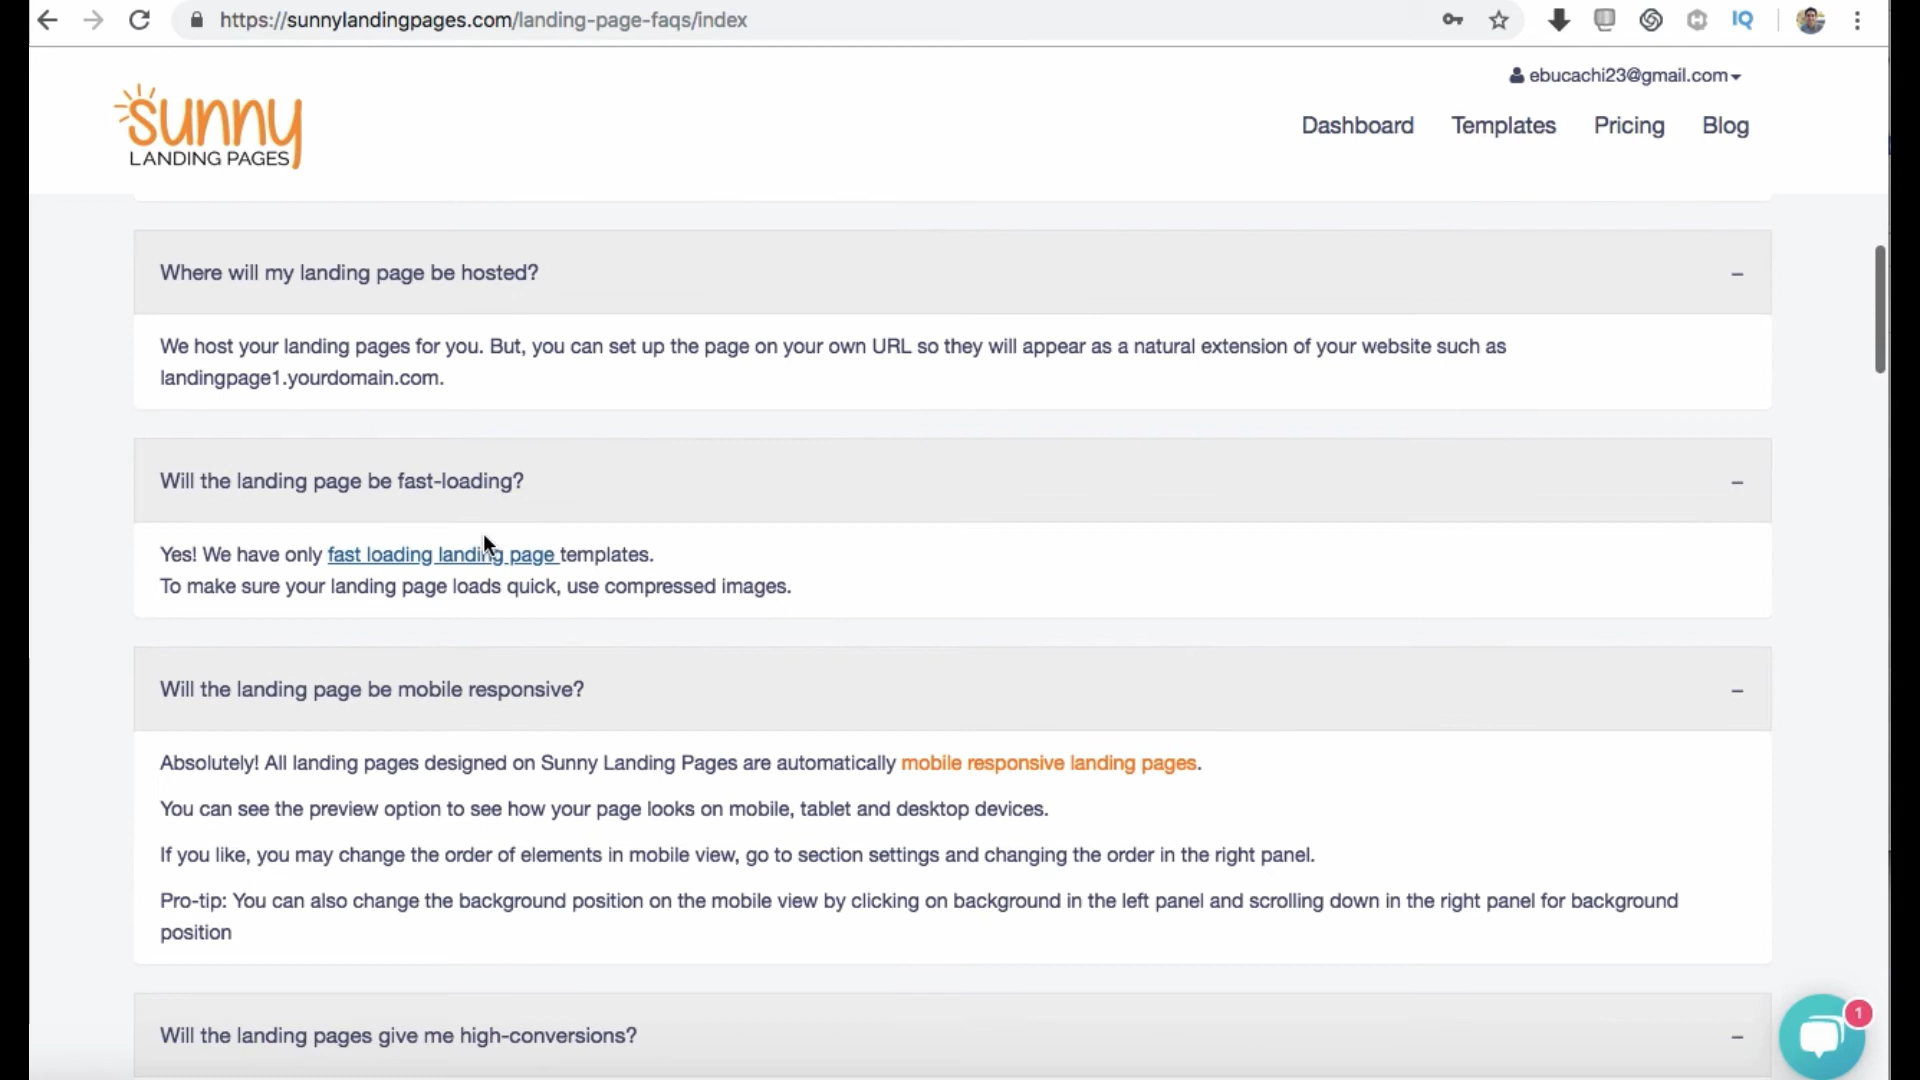 https://sunnylandingpages.com/landing-page-faqs/index
IQ
ebucachi23@gmail.com
sunny
LANDING PAGES
Dashboard
Templates
Pricing
Blog
Where will my landing page be hosted?
We host your landing pages for you. But, you can set up the page on your own URL so they will appear as a natural extension of your website such as
landingpage1.yourdomain.com.
Will the landing page be fast-loading?
Yes! We have only fast loading landing page templates.
To make sure your landing page loads quick, use compressed images.
Will the landing page be mobile responsive?
Absolutely! All landing pages designed on Sunny Landing Pages are automatically mobile responsive landing pages.
You can see the preview option to see how your page looks on mobile, tablet and desktop devices.
If you like, you may change the order of elements in mobile view, go to section settings and changing the order in the right panel.
Pro-tip: You can also change the background position on the mobile view by clicking on background in the left panel and scrolling down in the right panel for background
position
Will the landing pages give me high-conversions?
1